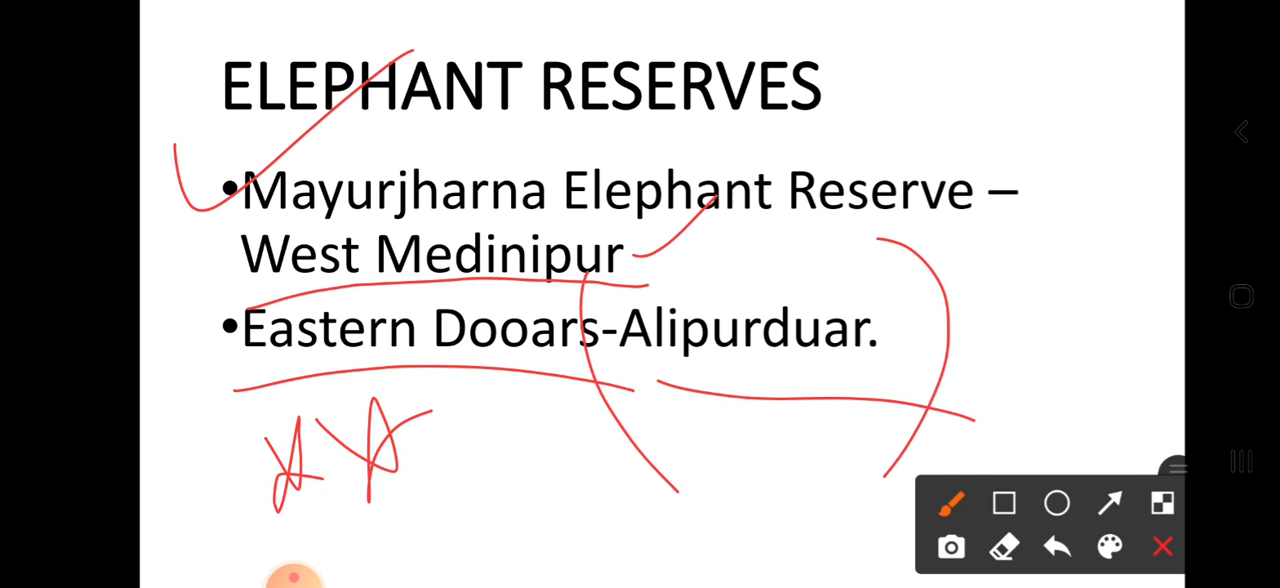 ELEPHANT RESERVES
•Mayurjharna Elephant Reserve –
West Medinipur
•Eastern Dooars-Alipurduar.